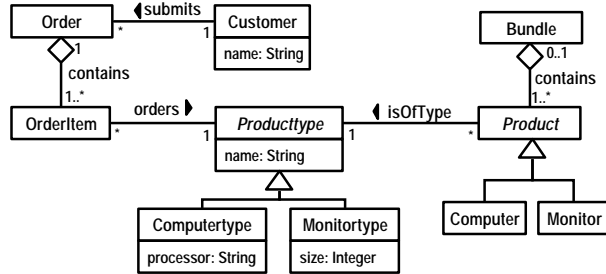 Order
submits
Customer
Bundle
1
*
1
name: String
0..1
contains
contains
1..*
1..*
OrderItem
orders
Producttype
isOfType
Product
*
1
1
*
name: String
Computertype
Monitortype
Computer
Monitor
processor: String
size: Integer